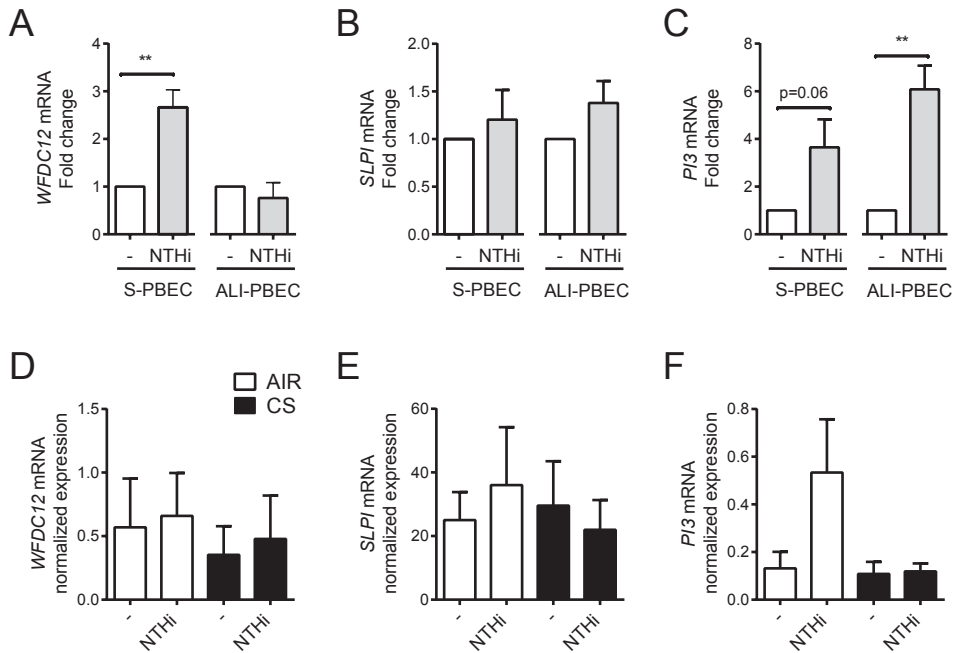 A
WFDC12 mRNA
Fold change
4
3
2
1
0
**
- NTHi - NTHi
S-PBEC ALI-PBEC
B
SLPI mRNA
Fold change
2.0
1.5
1.0
0.5
0.0
- NTHi - NTHi
S-PBEC ALI-PBEC
C
PI3 mRNA
Fold change
8
6
4
2
0
p=0.06
**
- NTHi - NTHi
S-PBEC ALI-PBEC
D
AIR
CS
WFDC12 mRNA
normalized expression
1.5
1.0
0.5
0.0
- NTHi - NTHi
E
SLPI mRNA
normalized expression
60
40
20
0
- NTHi - NTHi
F
PI3 mRNA
normalized expression
0.8
0.6
0.4
0.2
0.0
- NTHi - NTHi